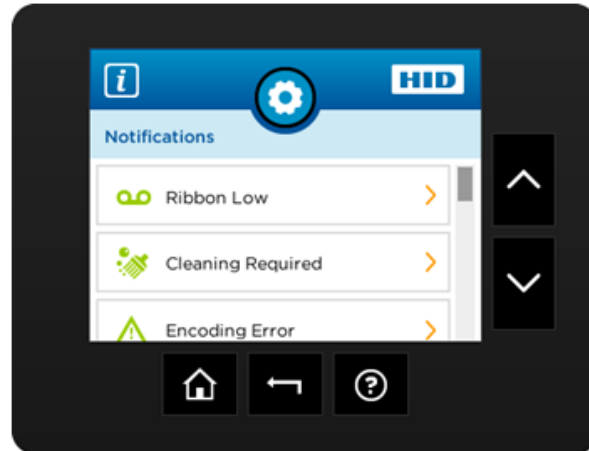 i
HID
Notifications
Ribbon Low
Cleaning Required
Encoding Error
?